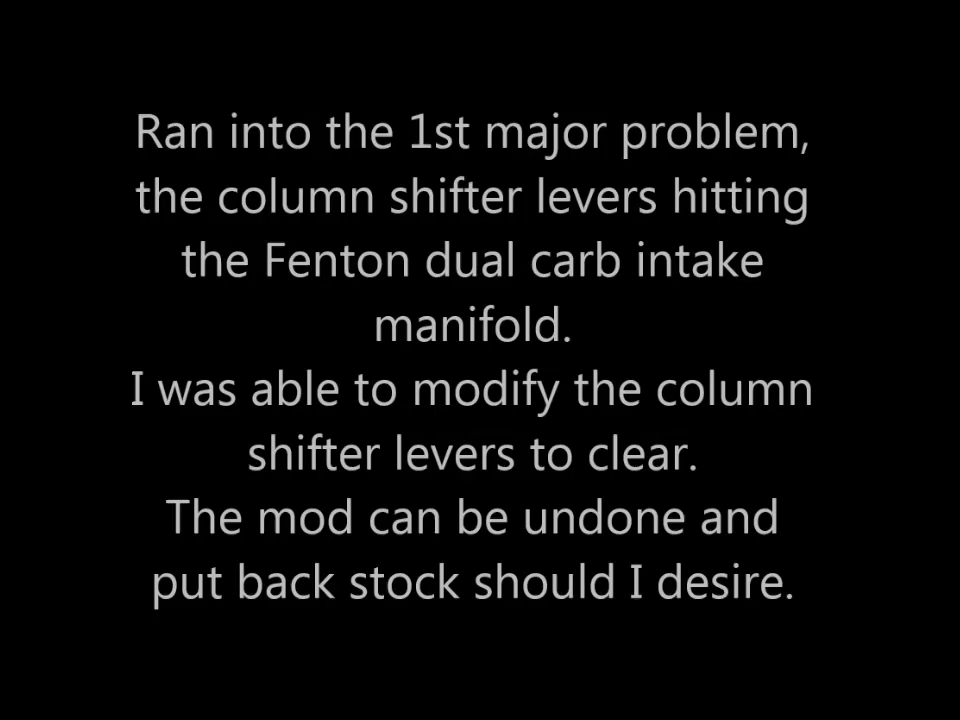 Ran into the 1st major problem,
the column shifter levers hitting
the Fenton dual carb intake
manifold.
I was able to modify the column
shifter levers to clear.
The mod can be undone and
put back stock should I desire.